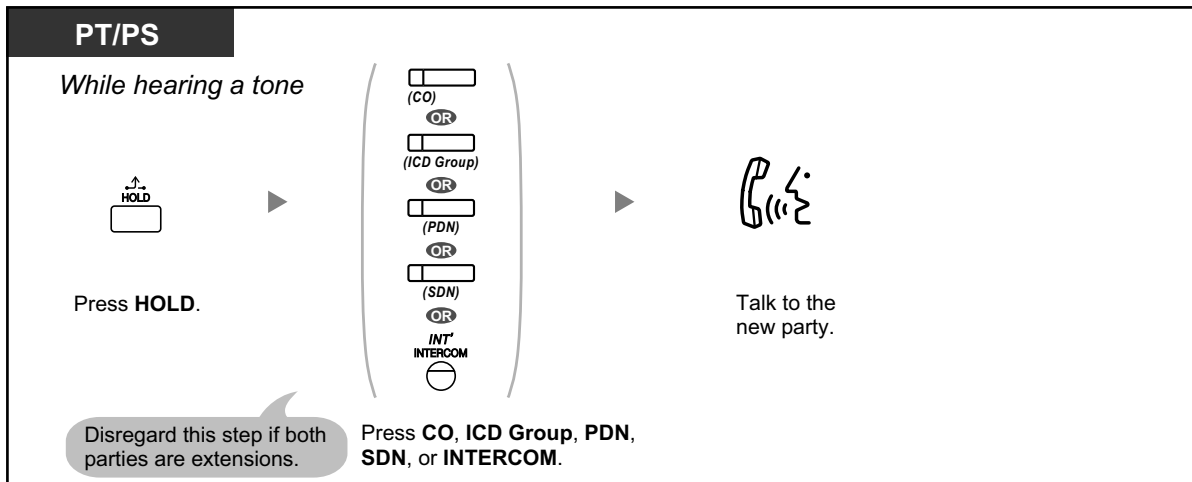 PT/PS
While hearing a tone
HOLD
Press HOLD.
(CO)
OR
(ICD Group)
OR
(PDN)
OR
(SDN)
OR
INT'
INTERCOM
Disregard this step if both
parties are extensions.
Press CO, ICD Group, PDN,
SDN, or INTERCOM.
Talk to the
new party.